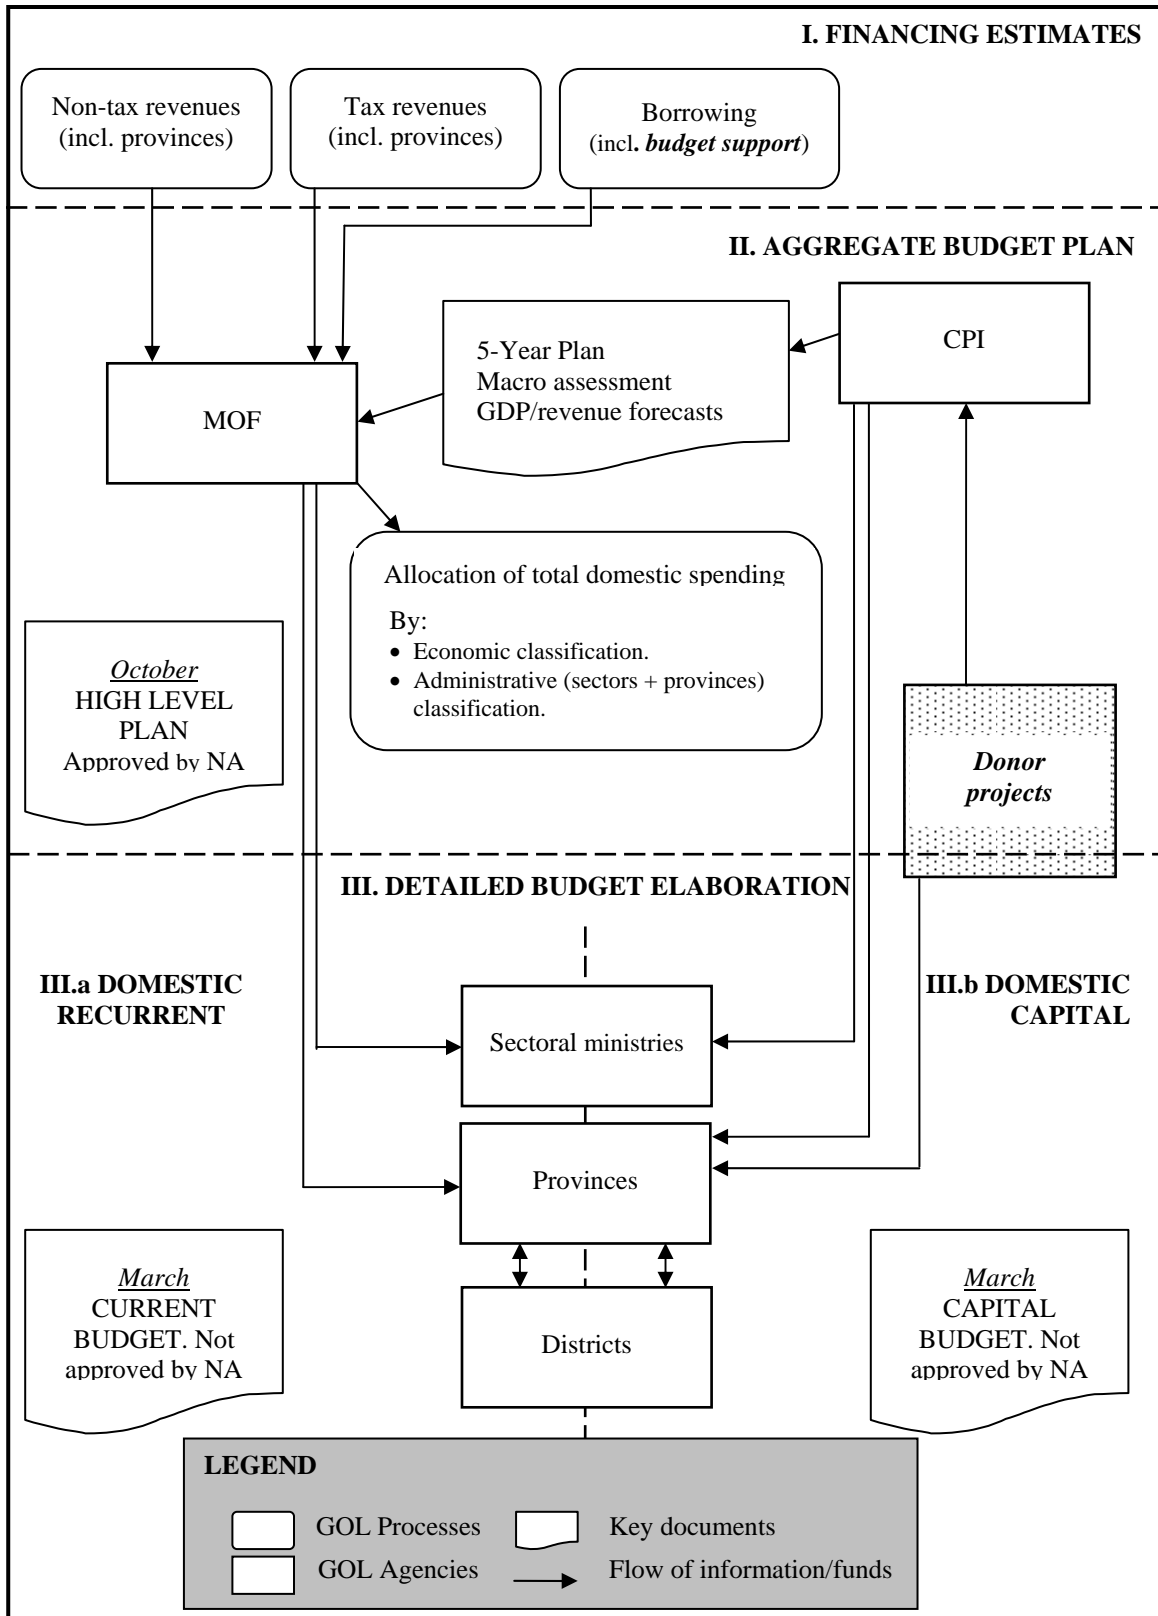 I. FINANCING ESTIMATES
Non-tax revenues
(incl. provinces)
Tax revenues
(incl. provinces)
Borrowing
(incl. budget support)
II. AGGREGATE BUDGET PLAN
CPI
5-Year Plan
Macro assessment
GDP/revenue forecasts
MOF
Allocation of total domestic spending
By:
• Economic classification.
• Administrative (sectors + provinces)
classification.
October
HIGH LEVEL
PLAN
Approved by NA
Donor
projects
III. DETAILED BUDGET ELABORATION
III.a DOMESTIC
RECURRENT
III.b DOMESTIC
CAPITAL
Sectoral ministries
Provinces
Districts
March
CURRENT
BUDGET. Not
approved by NA
March
CAPITAL
BUDGET. Not
approved by NA
LEGEND
GOL Processes
Key documents
GOL Agencies
Flow of information/funds